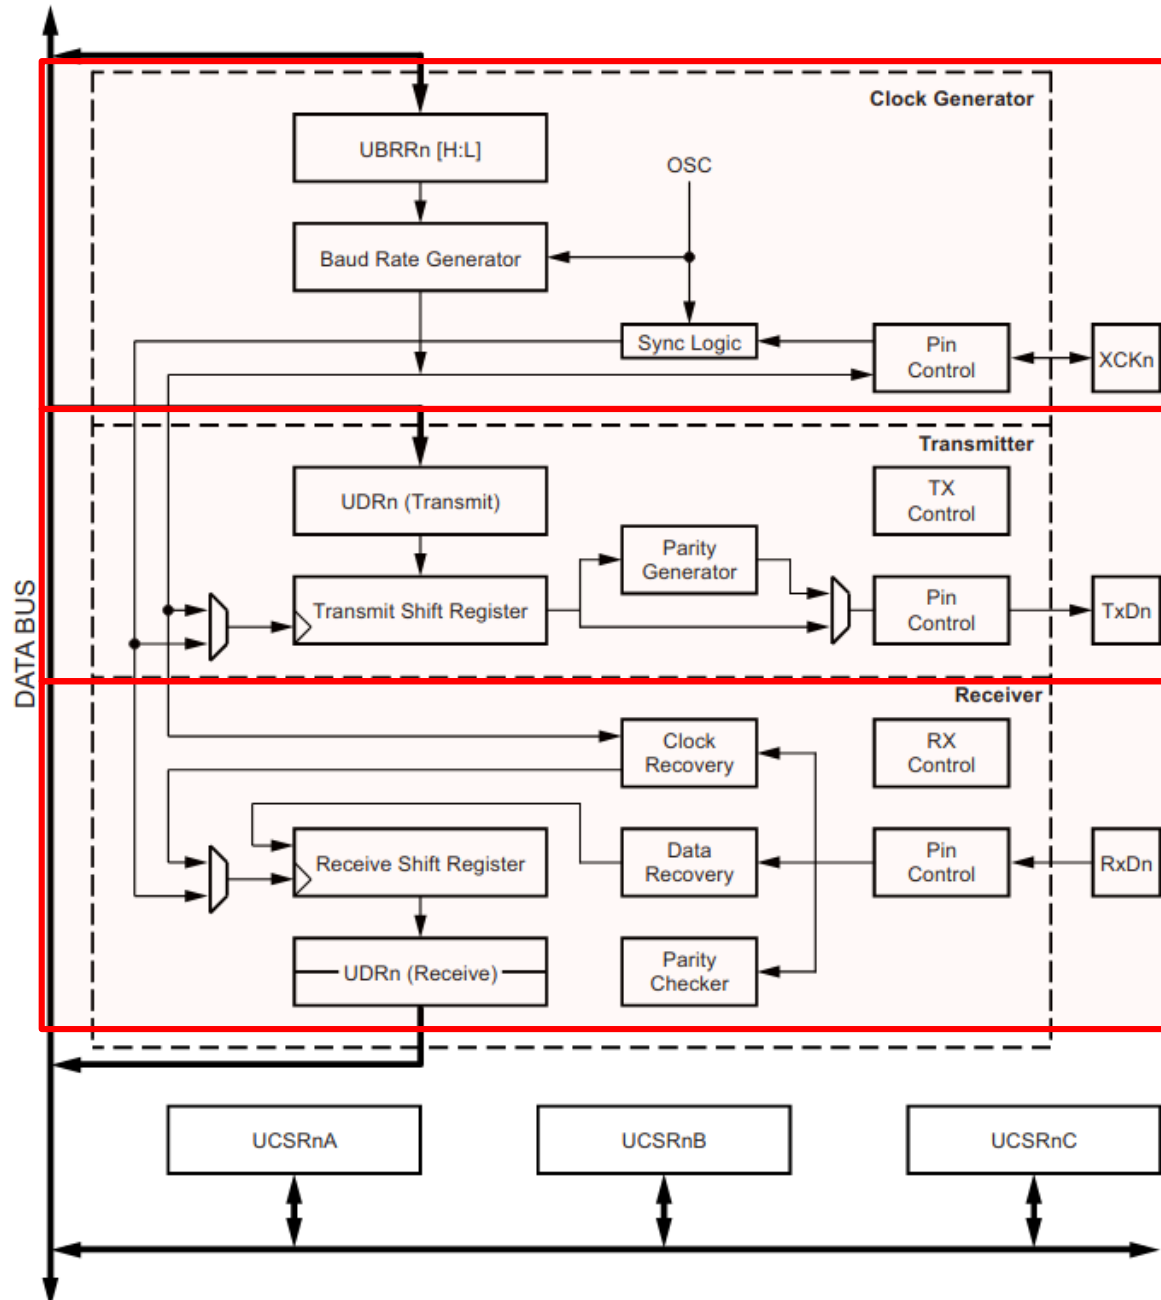 Clock Generator
UBRRn [H:L]
OSC
Baud Rate Generator
Sync Logic
Pin
Control
XCKn
Transmitter
UDRn (Transmit)
TX
Control
Parity
Generator
Transmit Shift Register
Pin
Control
TxDn
DATA BUS
Receiver
Clock
Recovery
RX
Control
Receive Shift Register
Data
Recovery
Pin
Control
RxDn
UDRn (Receive)
Parity
Checker
UCSRnA
UCSRnB
UCSRnC